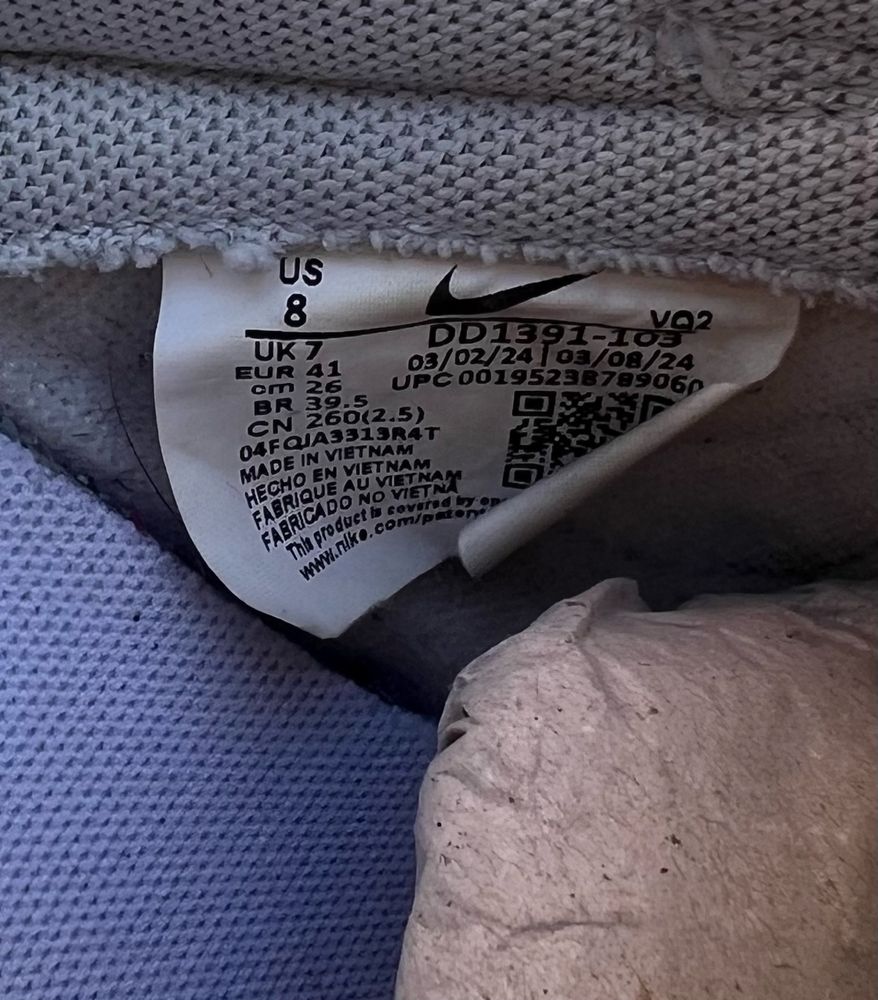 US
8
VQ2
DD1391-103
UK 7
03/02/24 | 03/08/24
EUR 41
UPC 00195238789060
cm 26
BR 39.5
CN 260(2.5)
04FQJA3313R4T
MADE IN VIETNAM
HECHO EN VIETNAM
FABRIQUE AU VIETNAM
FABRICADO NO VIETNA
This product is covered by
www.nike.com/patent